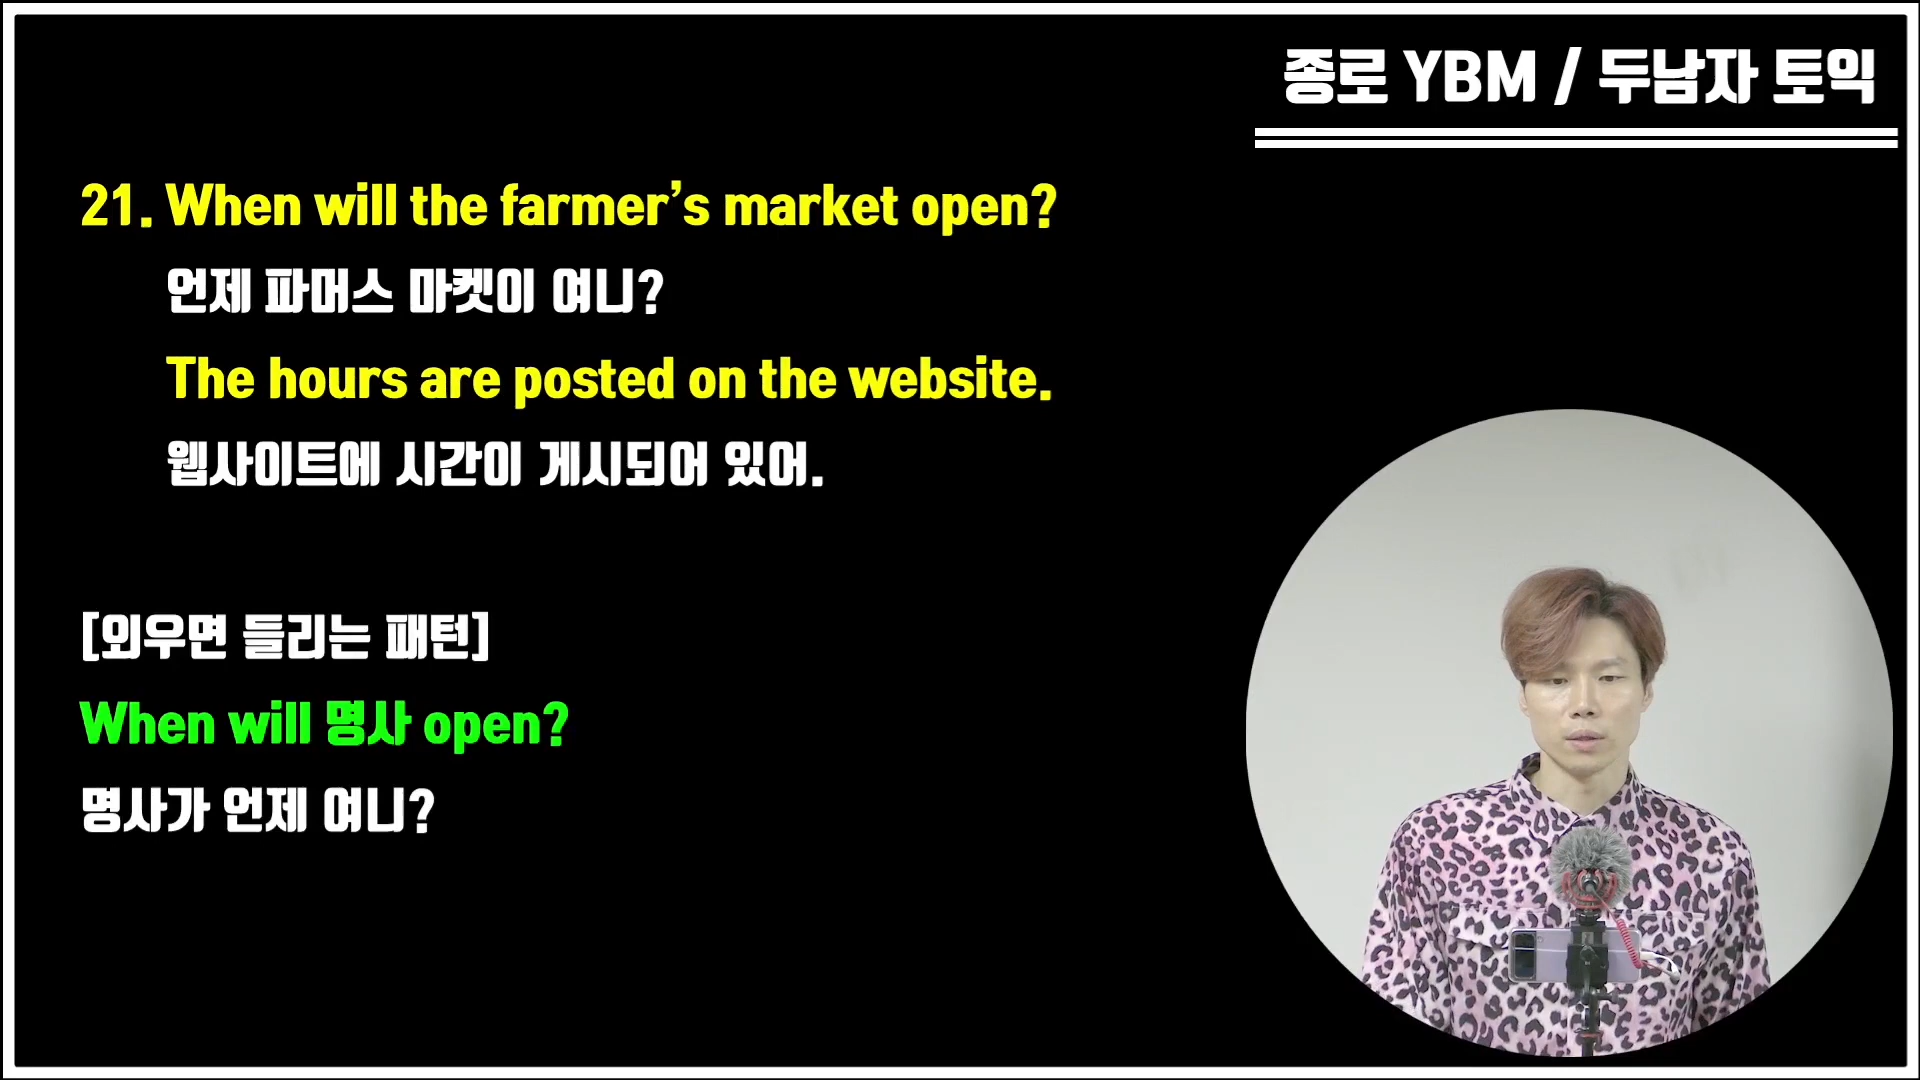 종로 YBM / 두남자 토익
21. When will the farmer’s market open?
언제 파머스 마켓이 여니?
The hours are posted on the website.
웹사이트에 시간이 게시되어 있어.
[외우면 들리는 패턴]
When will 명사 open?
명사가 언제 여니?